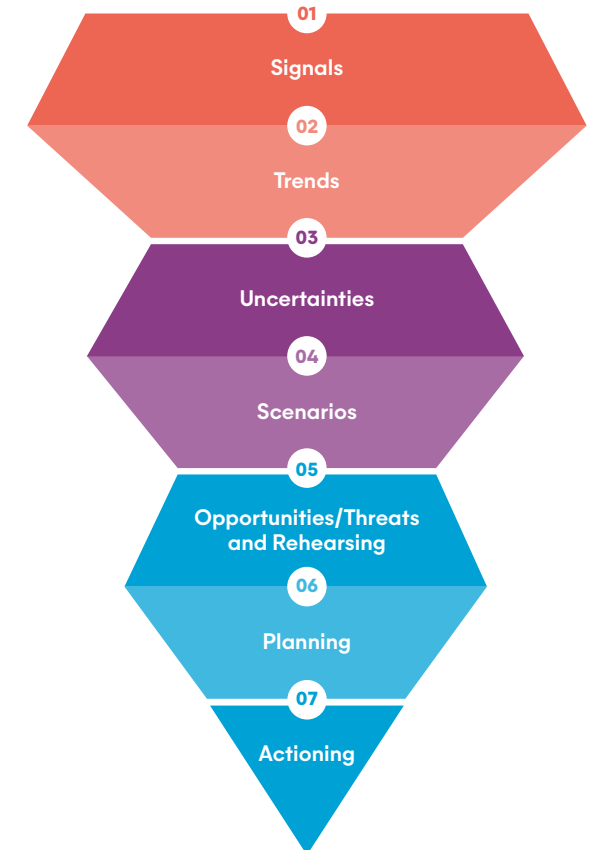 01
Signals
02
Trends
03
Uncertainties
04
Scenarios
05
Opportunities/Threats
and Rehearsing
06
Planning
07
Actioning